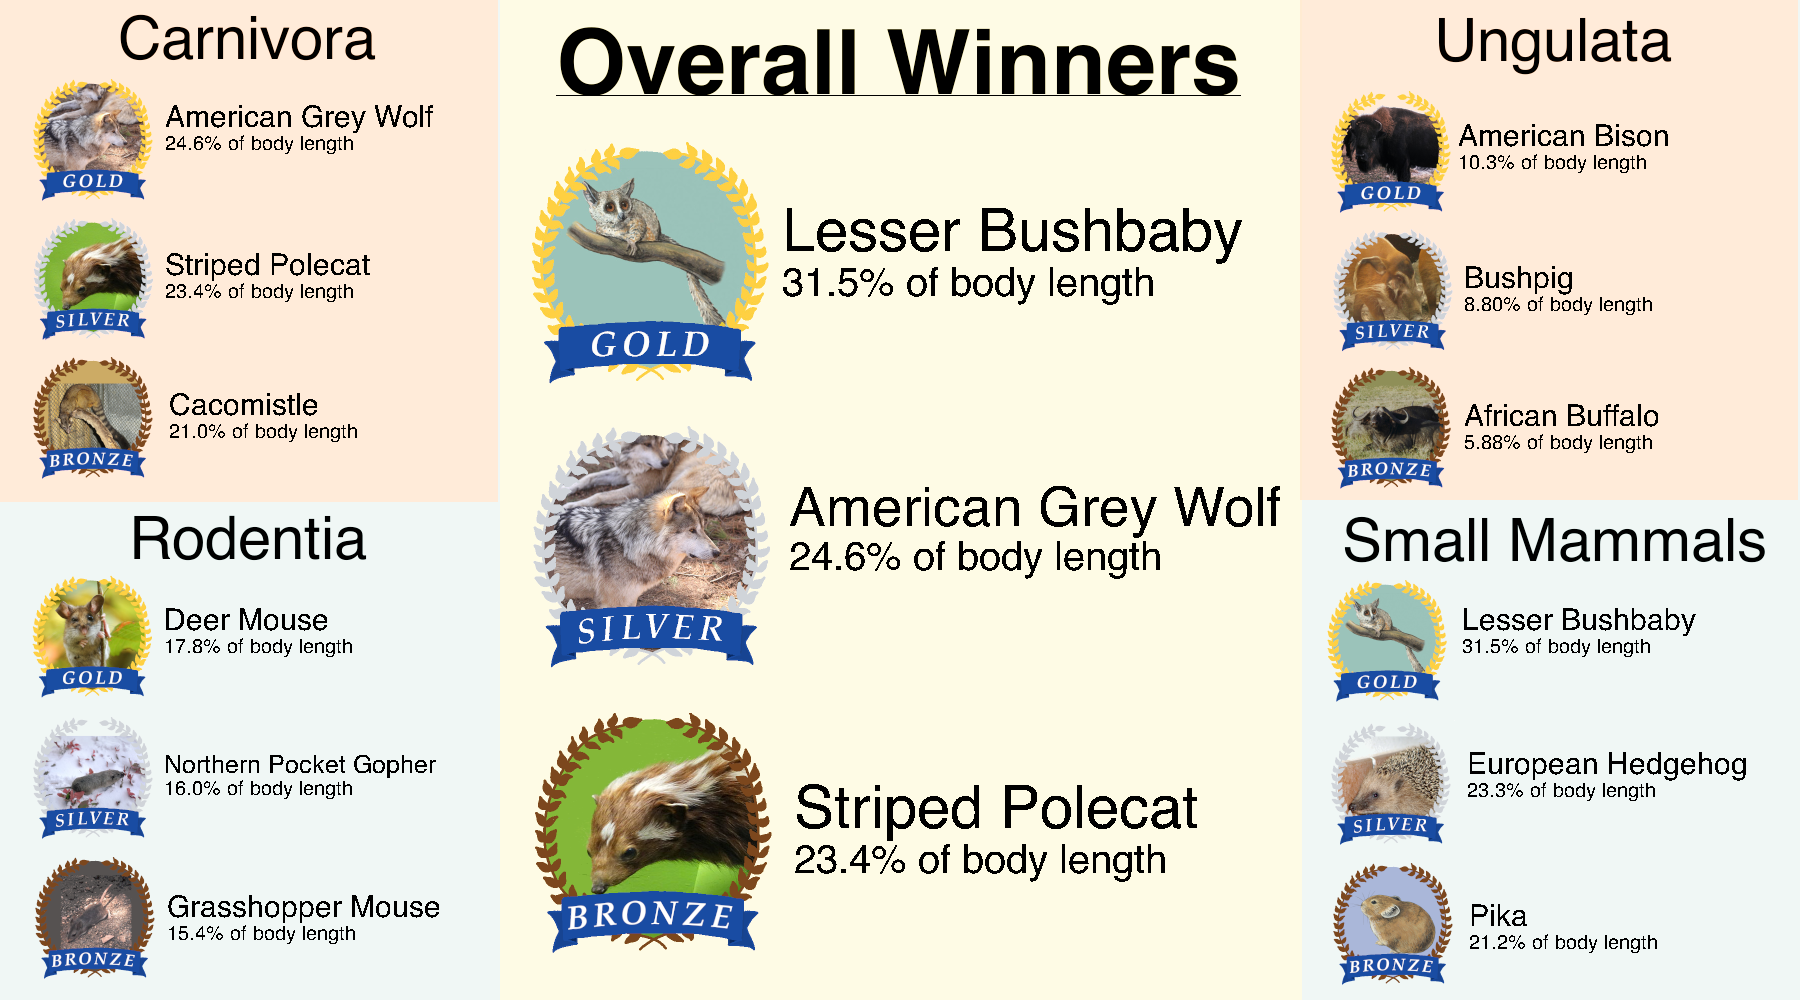 Carnivora
GOLD
American Grey Wolf
24.6% of body length
SILVER
Striped Polecat
23.4% of body length
BRONZE
Cacomistle
21.0% of body length
Rodentia
GOLD
Deer Mouse
17.8% of body length
SILVER
Northern Pocket Gopher
16.0% of body length
BRONZE
Grasshopper Mouse
15.4% of body length
Overall Winners
GOLD
Lesser Bushbaby
31.5% of body length
SILVER
American Grey Wolf
24.6% of body length
BRONZE
Striped Polecat
23.4% of body length
Ungulata
GOLD
American Bison
10.3% of body length
SILVER
Bushpig
8.80% of body length
BRONZE
African Buffalo
5.88% of body length
Small Mammals
GOLD
Lesser Bushbaby
31.5% of body length
SILVER
European Hedgehog
23.3% of body length
BRONZE
Pika
21.2% of body length